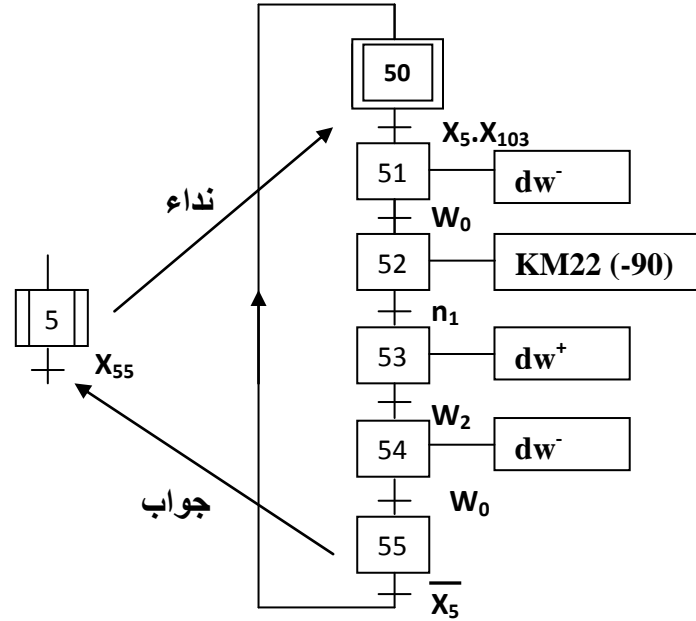 50
X₅.X₁₀₃
51 dw⁻
نداء
W₀
52 KM22 (-90)
5
n₁
X₅₅
53 dw⁺
W₂
54 dw⁻
جواب
W₀
55
X̅₅